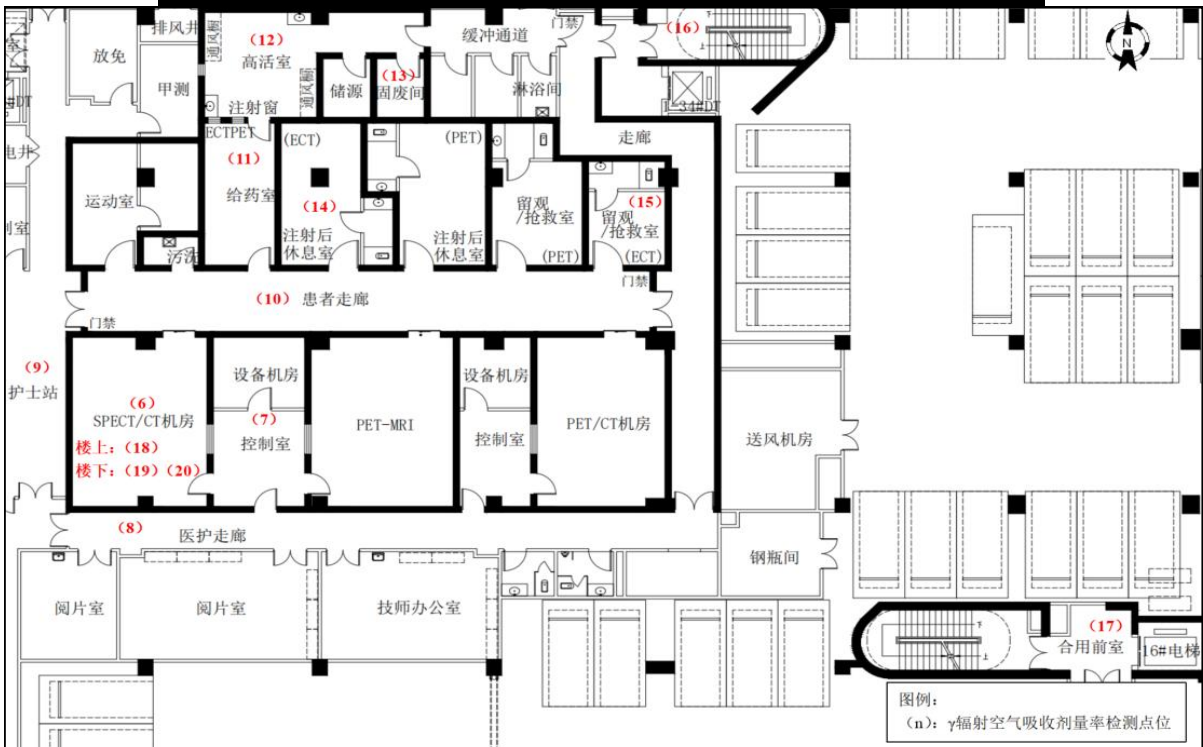 排风井
放免
甲测
通风橱
(12)
高活室
通风橱
注射窗
储源
(13)
固废间
缓冲通道
门禁
淋浴间
(16)
34#DT
走廊
N
#DT
电井
ECT
PET
(11)
给药室
(ECT)
(14)
注射后
休息室
(PET)
注射后
休息室
留观
/抢救室
(PET)
(15)
留观
/抢救室
(ECT)
运动室
污洗
(10)
患者走廊
门禁
门禁
(9)
护士站
(6)
SPECT/CT机房
楼上：(18)
楼下：(19)(20)
设备机房
(7)
控制室
PET-MRI
设备机房
控制室
PET/CT机房
送风机房
(8)
医护走廊
钢瓶间
阅片室
阅片室
技师办公室
下
上
(17)
合用前室
16#电梯
图例：
(n)：γ辐射空气吸收剂量率检测点位